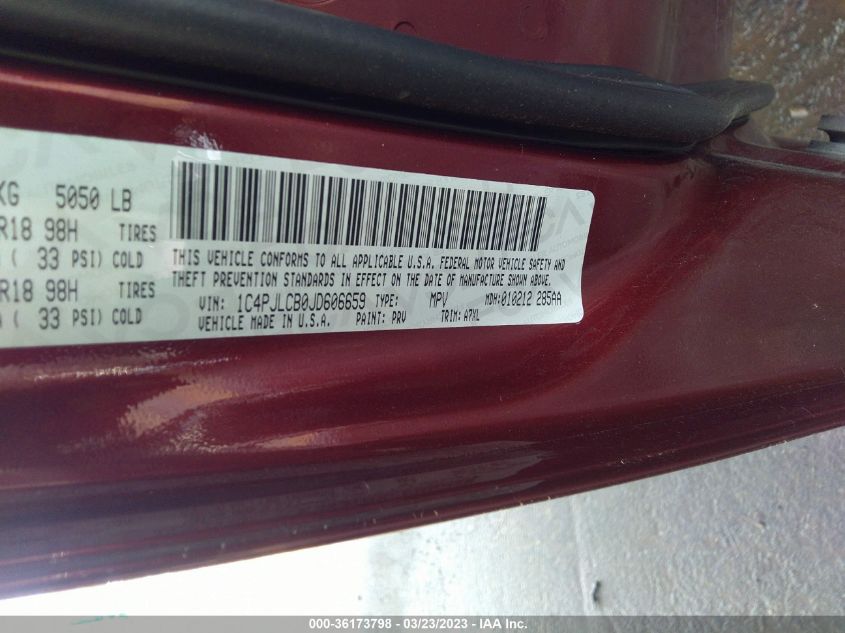 KG 5050 LB
R18 98H TIRES
( 33 PSI) COLD
R18 98H TIRES
( 33 PSI) COLD
THIS VEHICLE CONFORMS TO ALL APPLICABLE U.S.A. FEDERAL MOTOR VEHICLE SAFETY AND
THEFT PREVENTION STANDARDS IN EFFECT ON THE DATE OF MANUFACTURE SHOWN ABOVE.
VIN: 1C4PJLCB0JD606659 TYPE: MPV MDH:010212 285AA
VEHICLE MADE IN U.S.A. PAINT: PRV TRIM: A7XL
000-36173798 - 03/23/2023 - IAA Inc.